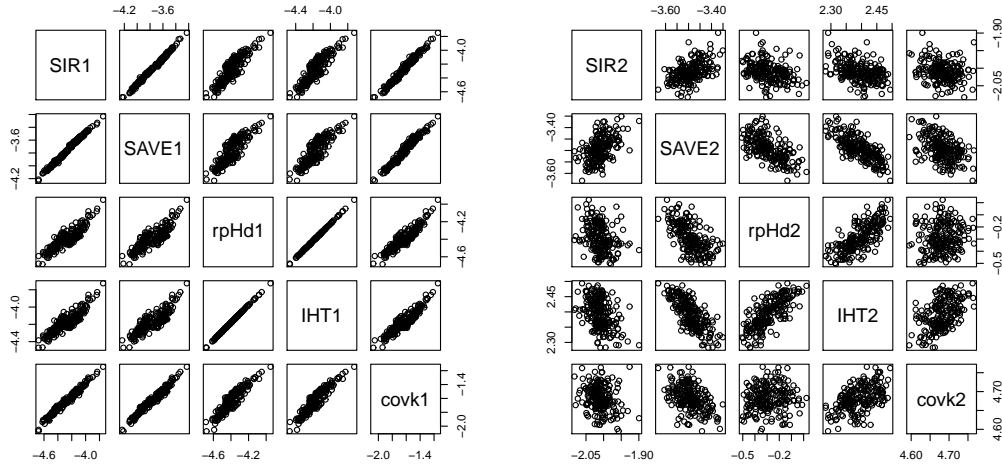 −4.2 −3.6 −4.4 −4.0 −3.60 −3.40 2.30 2.45
SIR1 −4.6 −4.0 SIR2 −2.05 −1.90
−4.2 −3.6 SAVE1 −3.60 −3.40 SAVE2
rpHd1 −4.6 −4.2 rpHd2 −0.5 −0.2
−4.4 −4.0 IHT1 2.30 2.45 IHT2
covk1 −2.0 −1.4 covk2 4.60 4.70
−4.6 −4.0 −4.6 −4.2 −2.0 −1.4 −2.05 −1.90 −0.5 −0.2 4.60 4.70